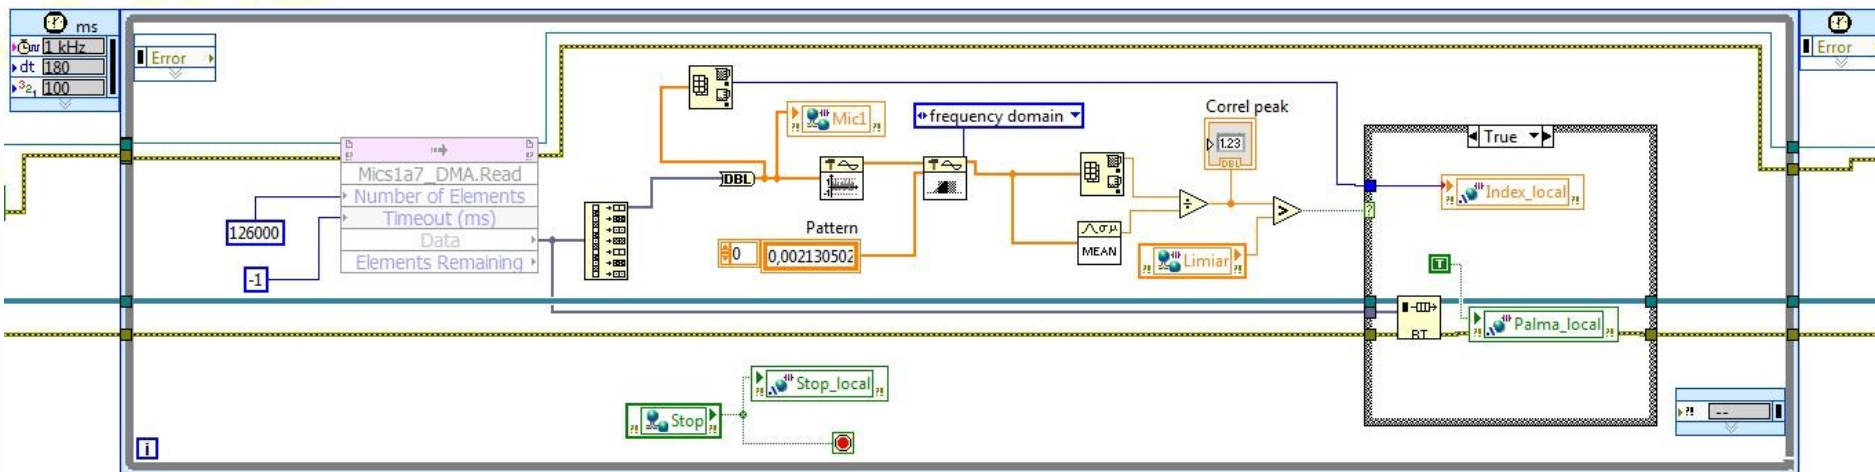 ms
1 kHz
dt 180
321 100
Error
Error
Mic1
frequency domain
Correl peak
1.23
DBL
True
Mics1a7_DMA.Read
Number of Elements
Timeout (ms)
Data
Elements Remaining
126000
-1
DBL
Index_local
Pattern
0
0,002130502
MEAN
Limiar
T
RT
Palma_local
Stop_local
Stop
--
i